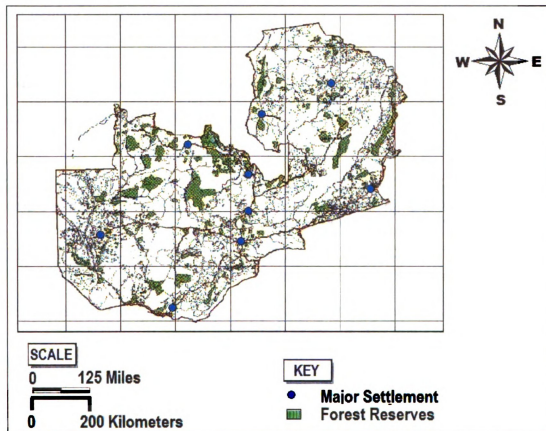 N
W E
S
SCALE
0 125 Miles
0 200 Kilometers
KEY
Major Settlement
Forest Reserves